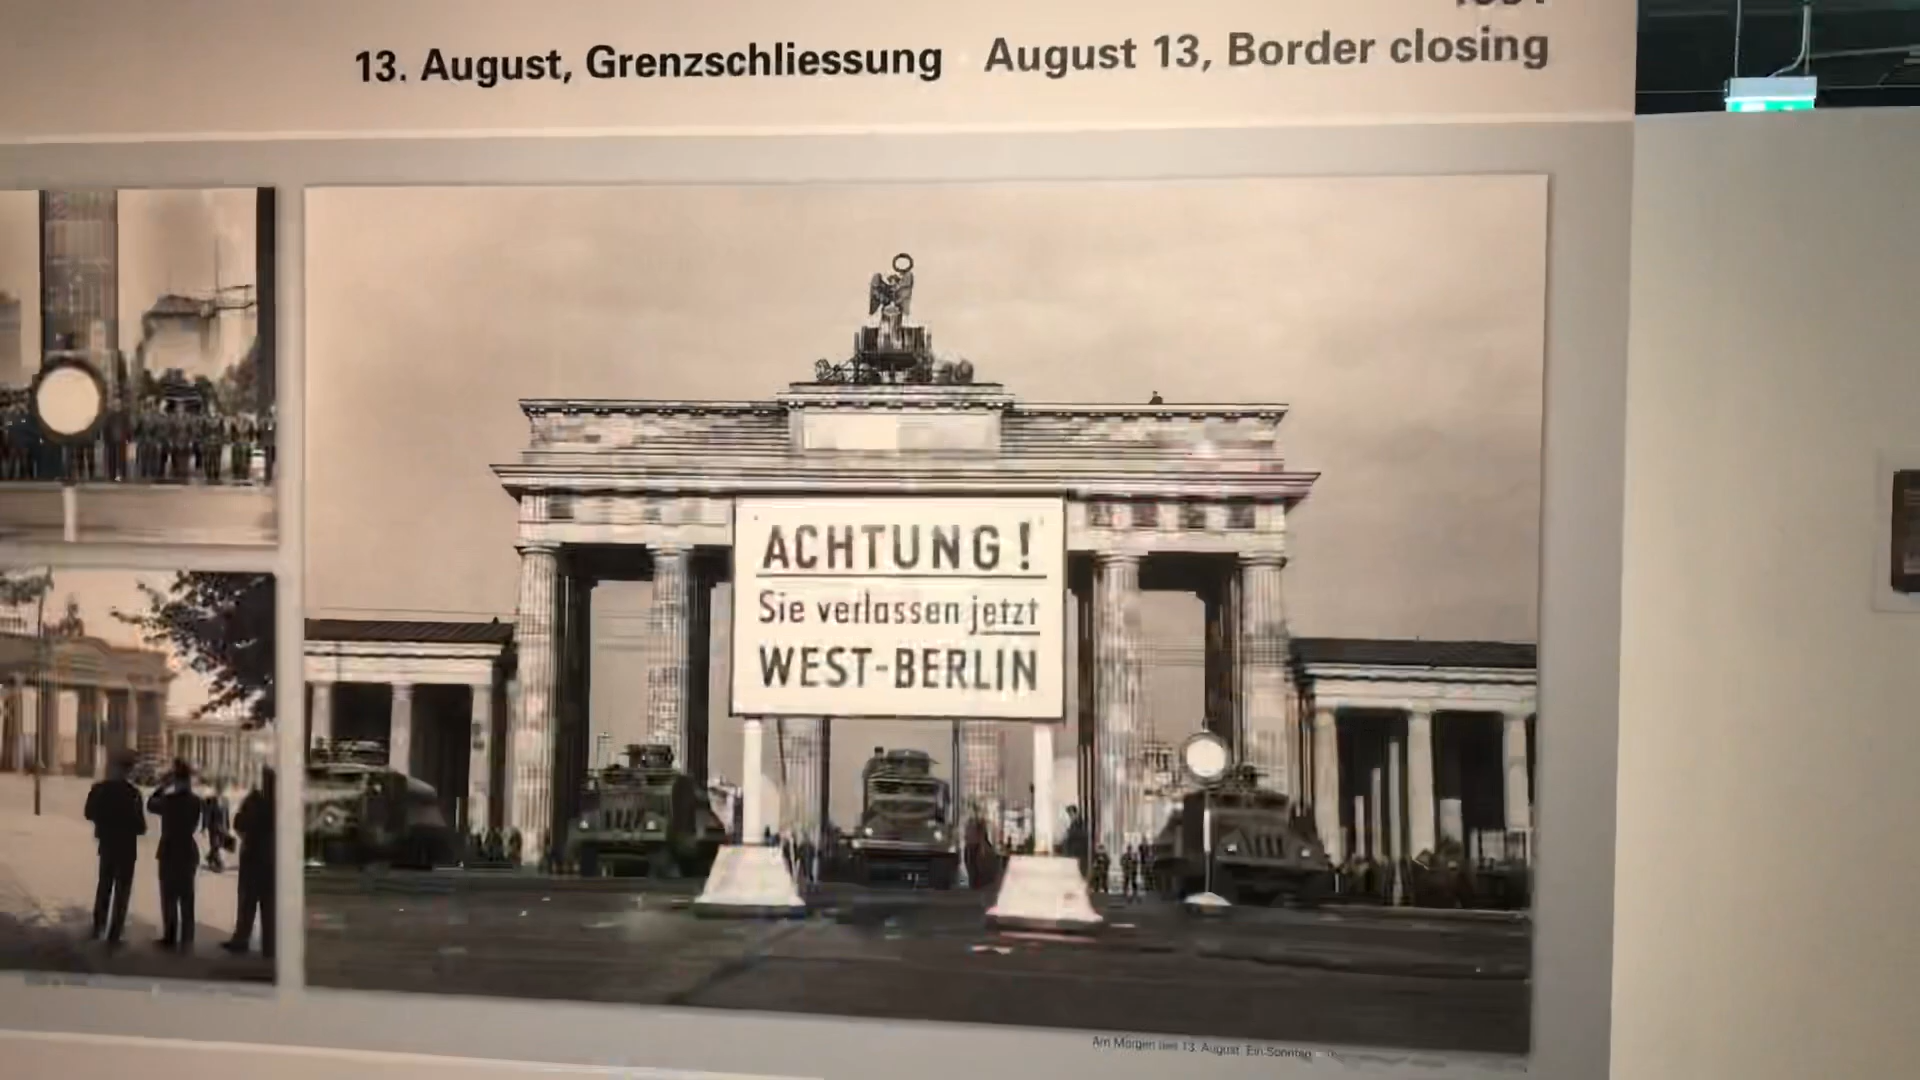 13. August, Grenzschliessung August 13, Border closing
ACHTUNG!
Sie verlassen jetzt
WEST-BERLIN
Am Morgen des 13. August. Ein Sonntag